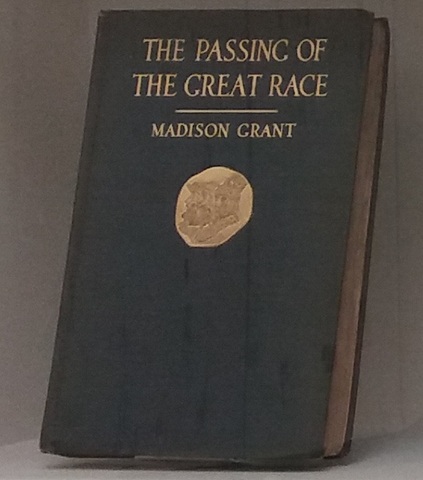 THE PASSING OF
THE GREAT RACE
MADISON GRANT